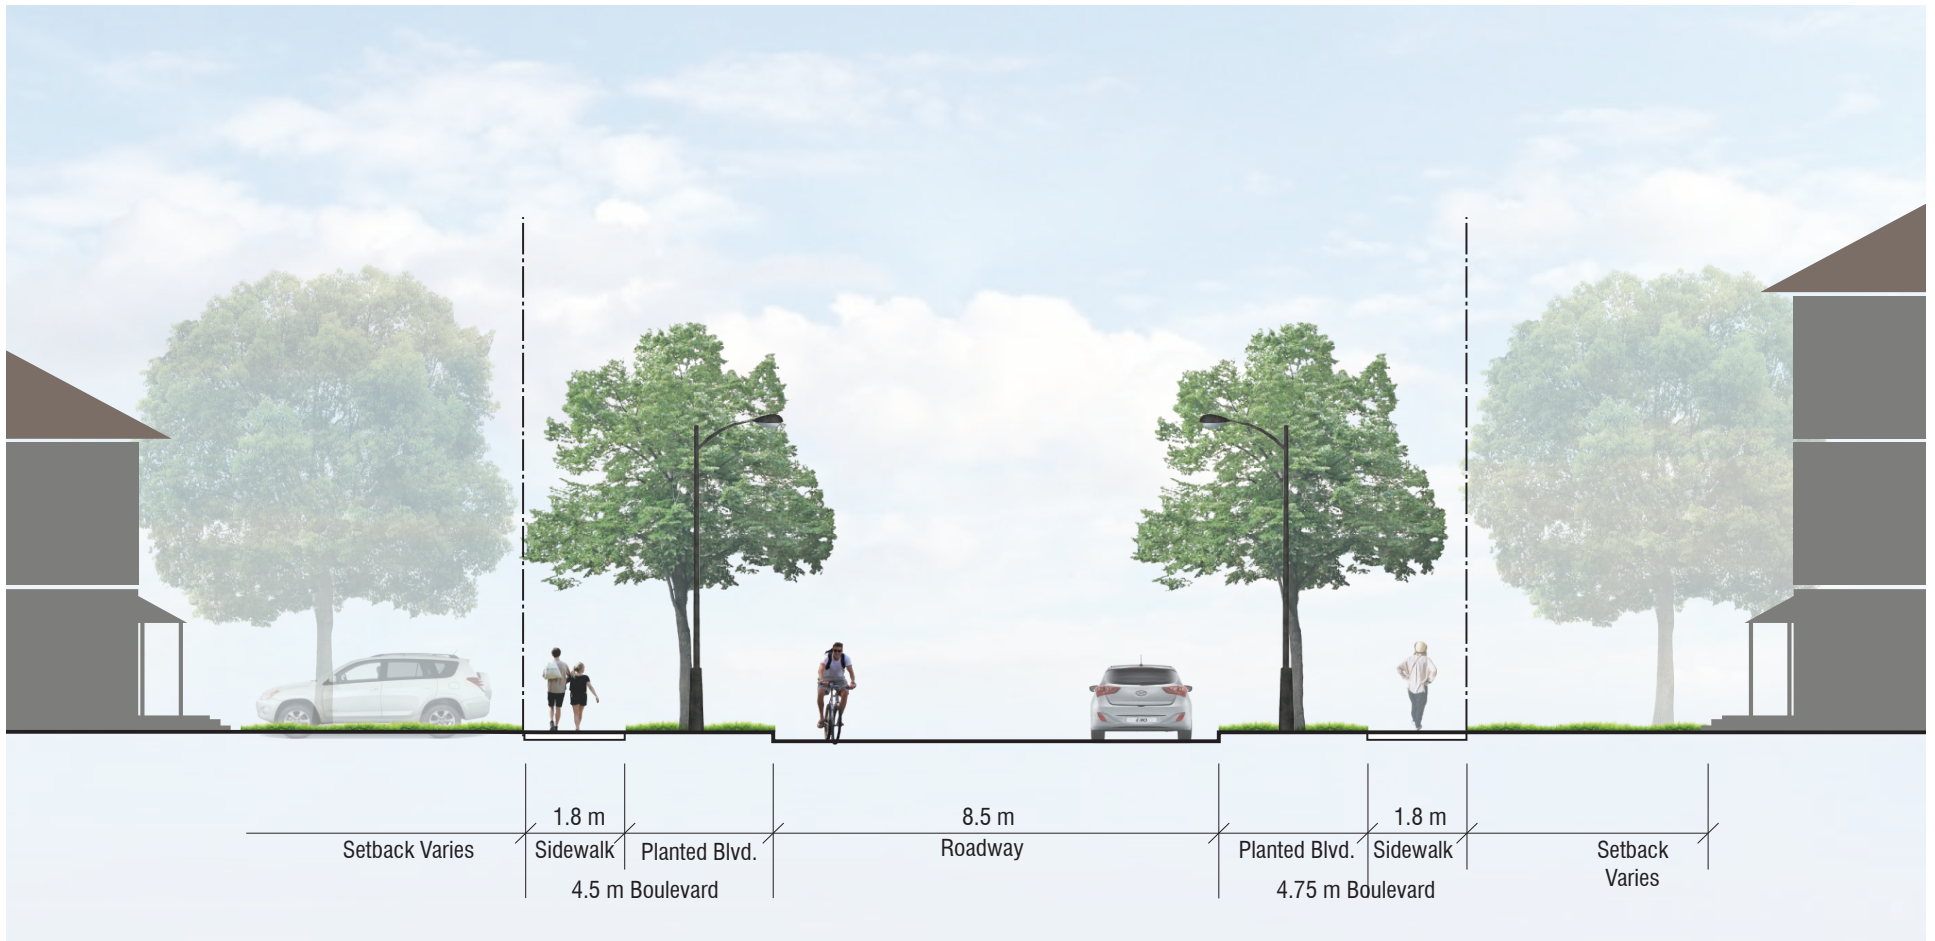 1.8 m
8.5 m
1.8 m
Setback Varies
Sidewalk
Planted Blvd.
Roadway
Planted Blvd.
Sidewalk
Setback
Varies
4.5 m Boulevard
4.75 m Boulevard